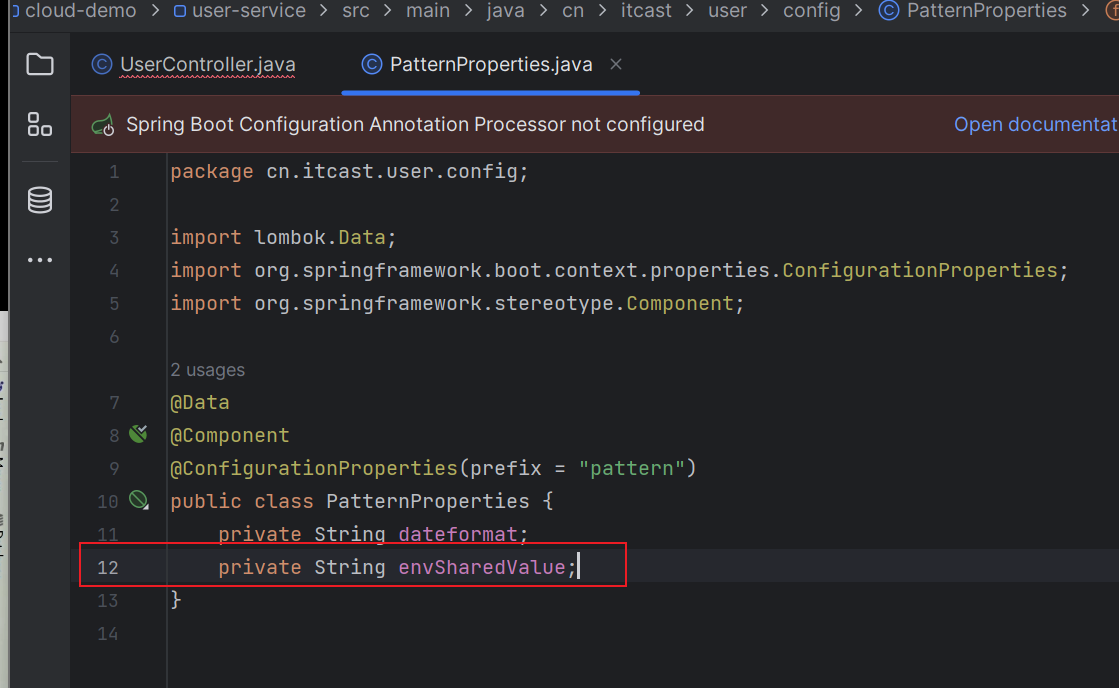 cloud-demo > user-service > src > main > java > cn > itcast > user > config > PatternProperties >
UserController.java PatternProperties.java
Spring Boot Configuration Annotation Processor not configured Open documentat
1 package cn.itcast.user.config;
2
3 import lombok.Data;
4 import org.springframework.boot.context.properties.ConfigurationProperties;
5 import org.springframework.stereotype.Component;
6
2 usages
7 @Data
8 @Component
9 @ConfigurationProperties(prefix = "pattern")
10 public class PatternProperties {
11 private String dateformat;
12 private String envSharedValue;
13 }
14